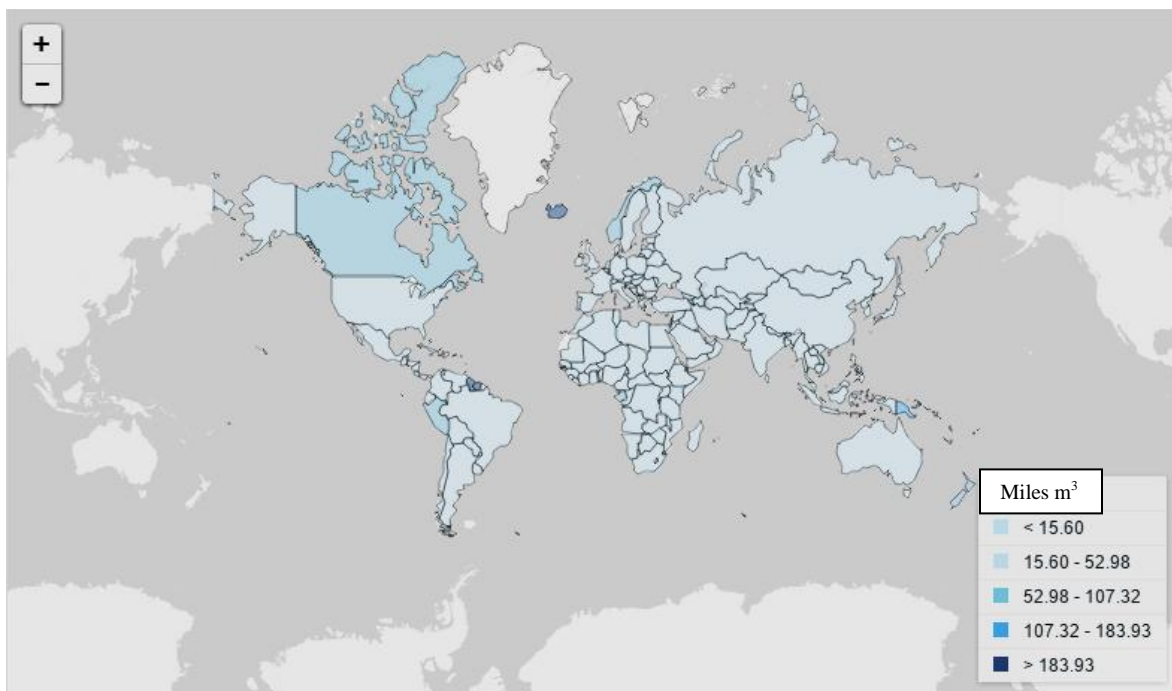 +
−
Miles m³
< 15.60
15.60 - 52.98
52.98 - 107.32
107.32 - 183.93
> 183.93